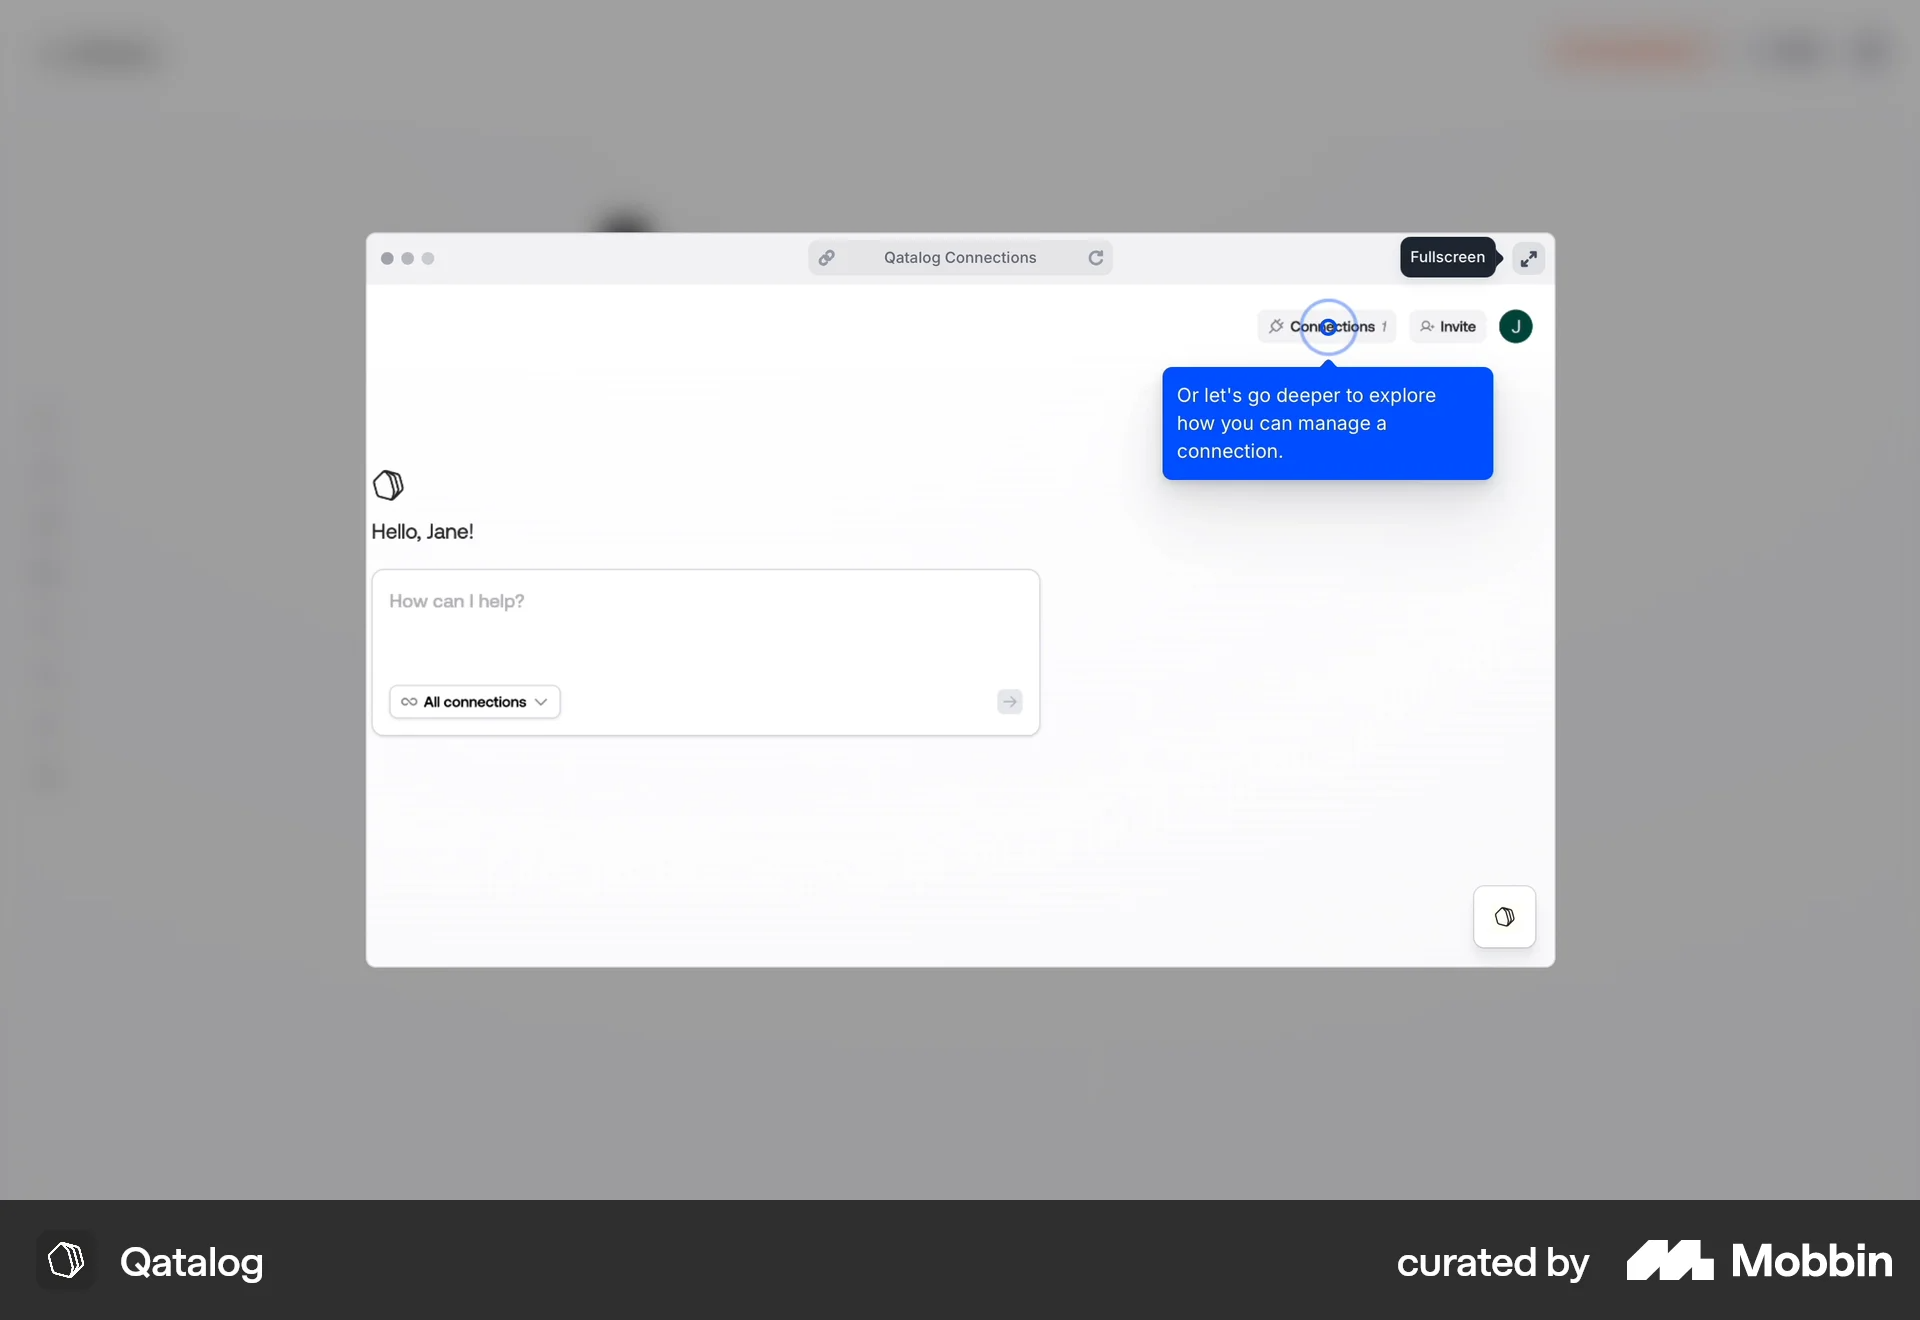 Qatalog Connections
Fullscreen
Connections 1
Invite
J
Or let's go deeper to explore
how you can manage a
connection.
Hello, Jane!
How can I help?
All connections
Qatalog
curated by
Mobbin